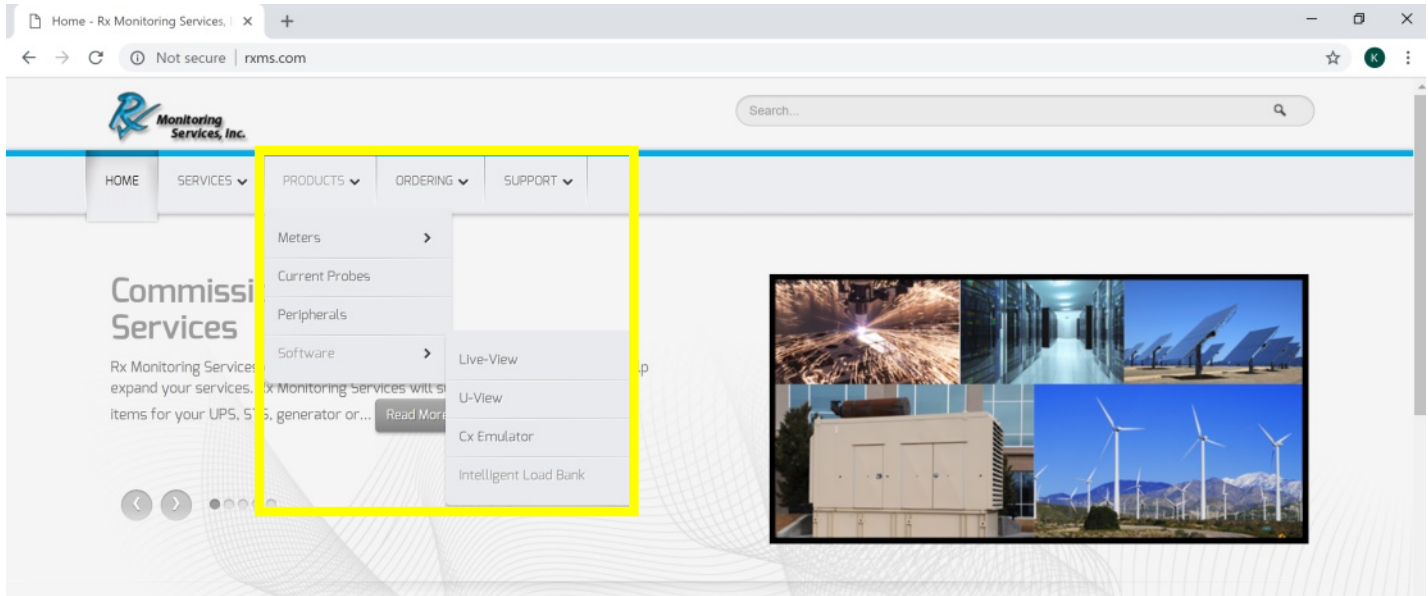 Home - Rx Monitoring Services,
Not secure | rxms.com
K
Rx Monitoring
Services, Inc.
Search...
HOME SERVICES PRODUCTS ORDERING SUPPORT
Meters
Current Probes
Peripherals
Software
Live-View
U-View
Cx Emulator
Intelligent Load Bank
Commissi
Services
Rx Monitoring Services
expand your services. Rx Monitoring Services will
items for your UPS, STS, generator or... Read More